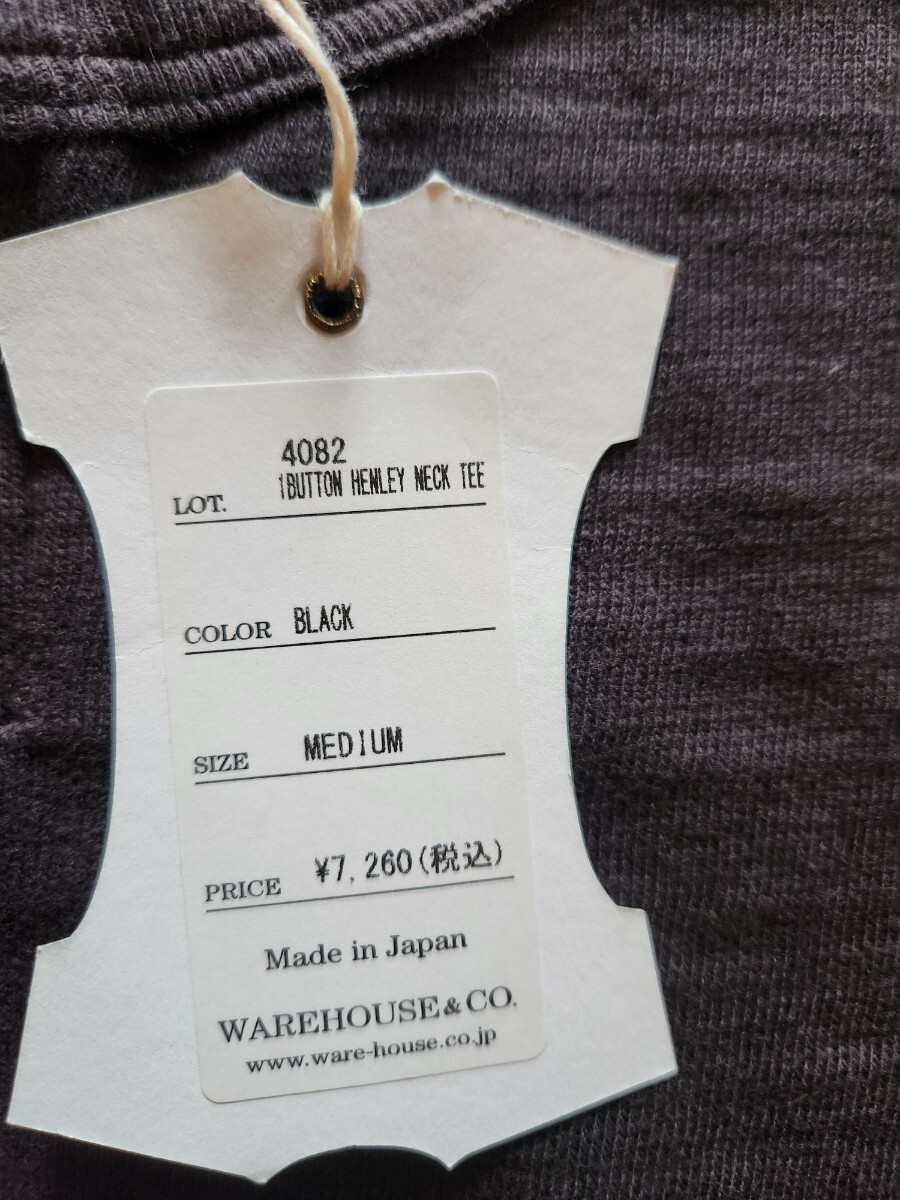 4082
LOT. 1BUTTON HENLEY NECK TEE
COLOR BLACK
SIZE MEDIUM
PRICE ¥7,260(税込)
Made in Japan
WAREHOUSE & CO.
www.ware-house.co.jp